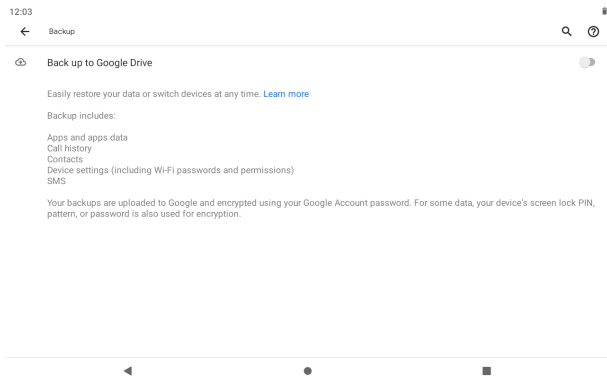 12:03
Backup
Back up to Google Drive
Easily restore your data or switch devices at any time. Learn more
Backup includes:
Apps and apps data
Call history
Contacts
Device settings (including Wi-Fi passwords and permissions)
SMS
Your backups are uploaded to Google and encrypted using your Google Account password. For some data, your device's screen lock PIN,
pattern, or password is also used for encryption.